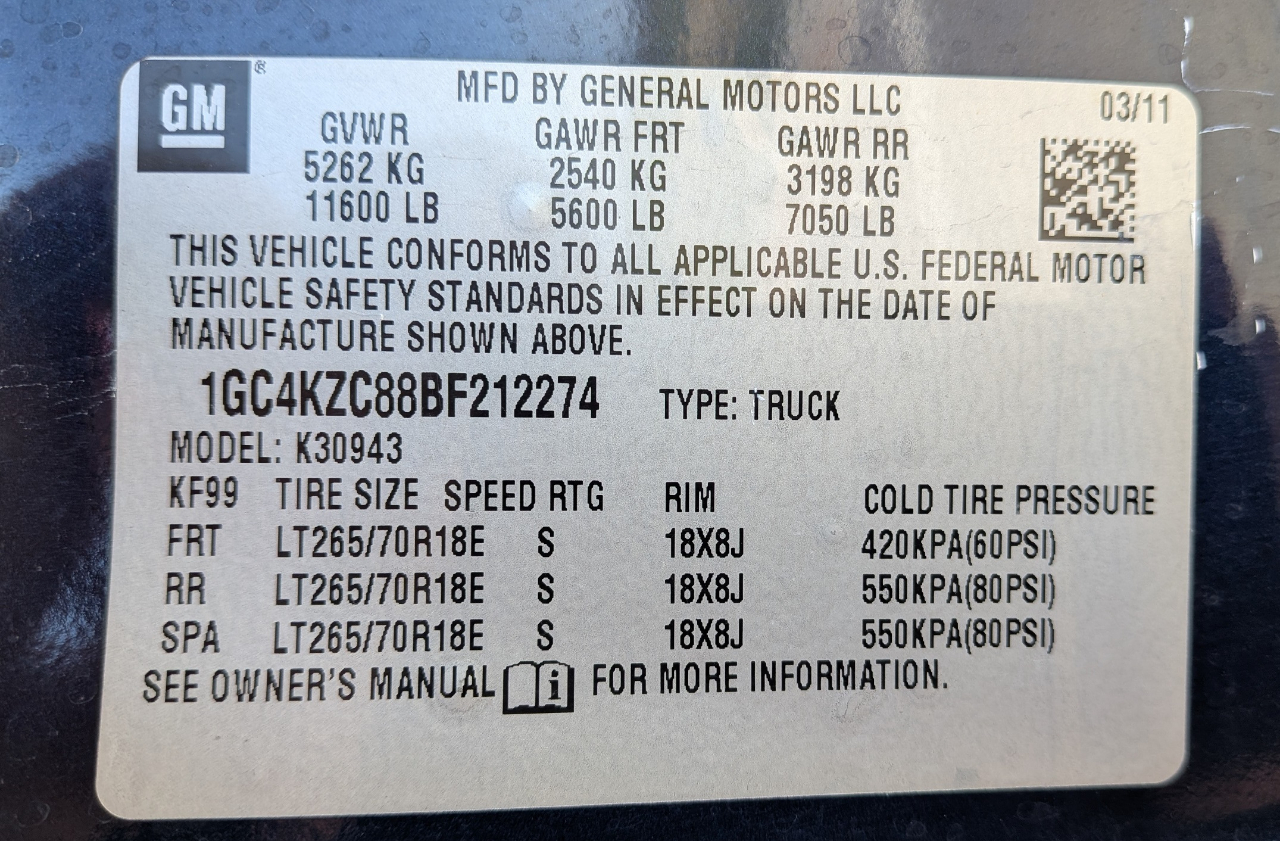 GM ®
MFD BY GENERAL MOTORS LLC 03/11
GVWR GAWR FRT GAWR RR
5262 KG 2540 KG 3198 KG
11600 LB 5600 LB 7050 LB
THIS VEHICLE CONFORMS TO ALL APPLICABLE U.S. FEDERAL MOTOR
VEHICLE SAFETY STANDARDS IN EFFECT ON THE DATE OF
MANUFACTURE SHOWN ABOVE.
1GC4KZC88BF212274 TYPE: TRUCK
MODEL: K30943
KF99 TIRE SIZE SPEED RTG RIM COLD TIRE PRESSURE
FRT LT265/70R18E S 18X8J 420KPA(60PSI)
RR LT265/70R18E S 18X8J 550KPA(80PSI)
SPA LT265/70R18E S 18X8J 550KPA(80PSI)
SEE OWNER'S MANUAL i FOR MORE INFORMATION.